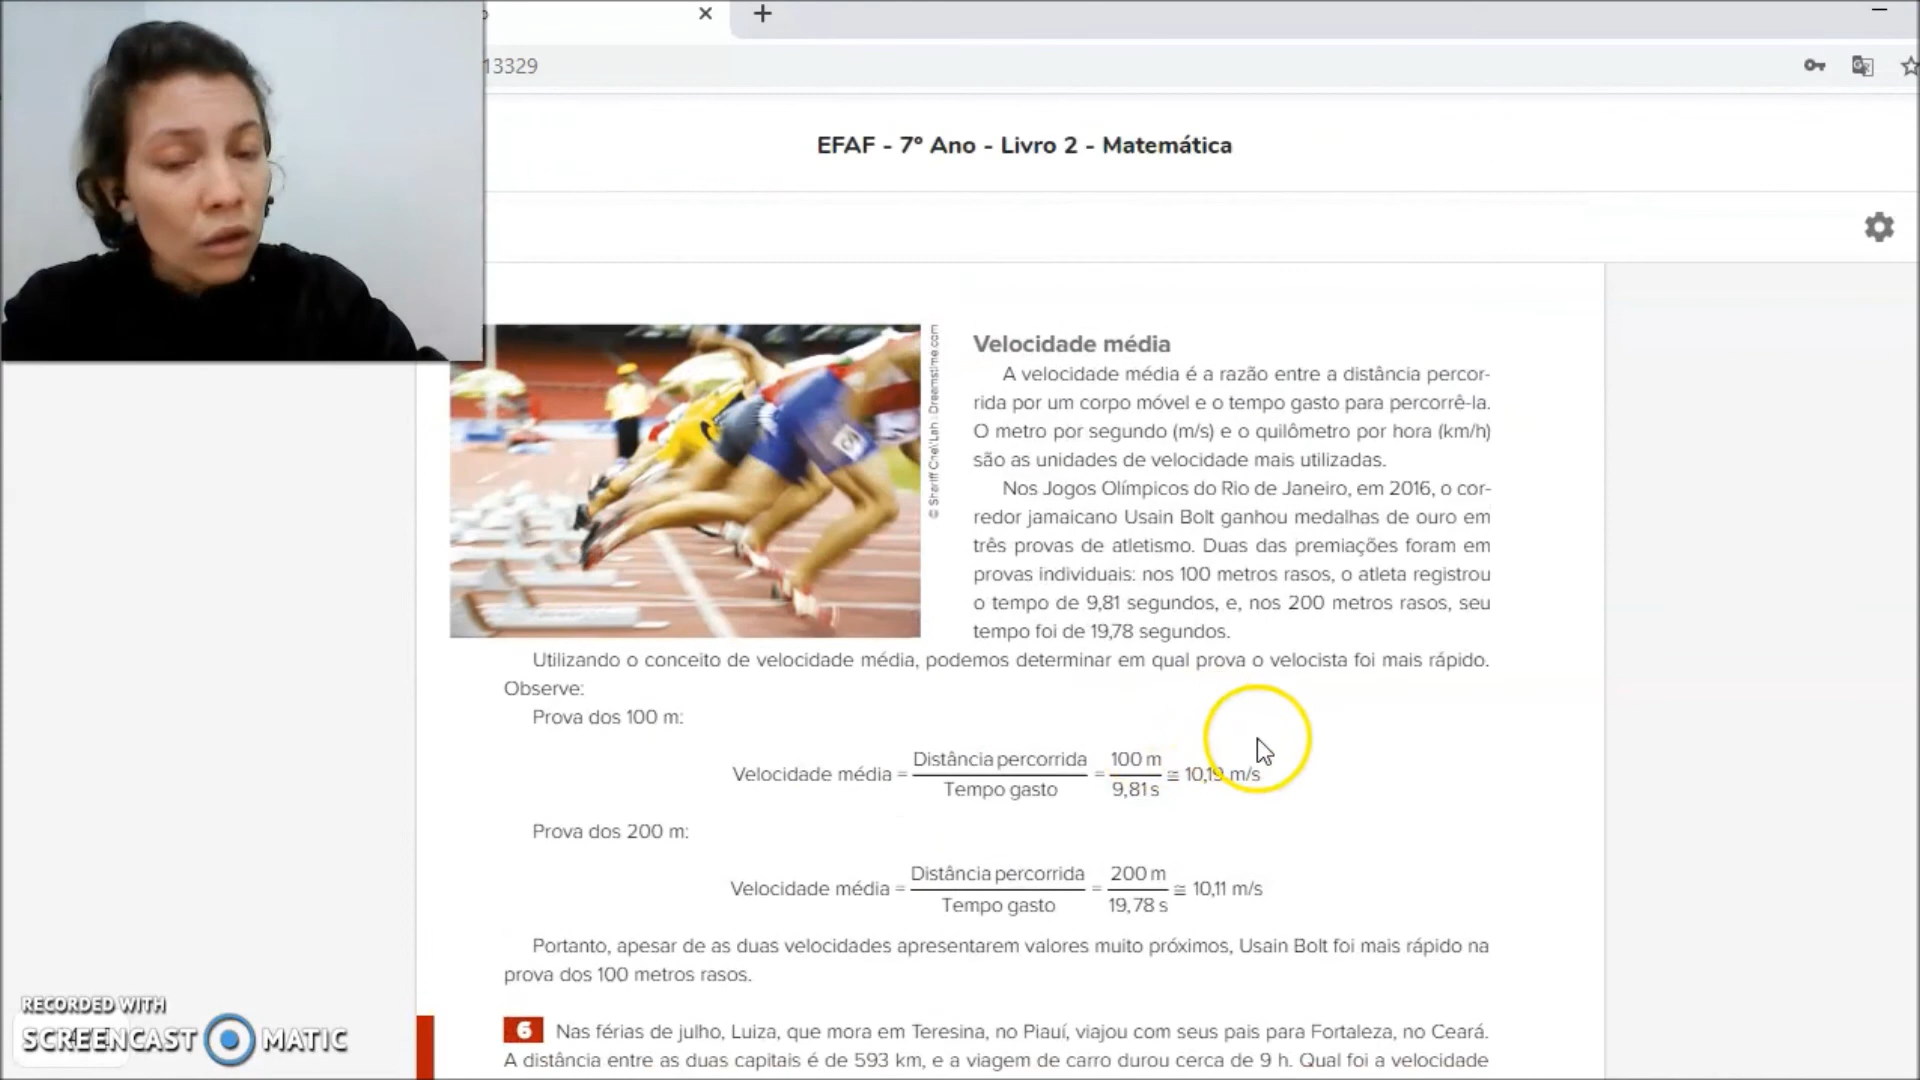 13329
EFAF - 7º Ano - Livro 2 - Matemática
© Shariff Che\'Lah | Dreamstime.com
Velocidade média
A velocidade média é a razão entre a distância percor-
rida por um corpo móvel e o tempo gasto para percorrê-la.
O metro por segundo (m/s) e o quilômetro por hora (km/h)
são as unidades de velocidade mais utilizadas.
Nos Jogos Olímpicos do Rio de Janeiro, em 2016, o cor-
redor jamaicano Usain Bolt ganhou medalhas de ouro em
três provas de atletismo. Duas das premiações foram em
provas individuais: nos 100 metros rasos, o atleta registrou
o tempo de 9,81 segundos, e, nos 200 metros rasos, seu
tempo foi de 19,78 segundos.
Utilizando o conceito de velocidade média, podemos determinar em qual prova o velocista foi mais rápido.
Observe:
Prova dos 100 m:
Velocidade média = Distância percorrida / Tempo gasto = 100 m / 9,81 s ≅ 10,19 m/s
Prova dos 200 m:
Velocidade média = Distância percorrida / Tempo gasto = 200 m / 19,78 s ≅ 10,11 m/s
Portanto, apesar de as duas velocidades apresentarem valores muito próximos, Usain Bolt foi mais rápido na
prova dos 100 metros rasos.
6 Nas férias de julho, Luiza, que mora em Teresina, no Piauí, viajou com seus pais para Fortaleza, no Ceará.
A distância entre as duas capitais é de 593 km, e a viagem de carro durou cerca de 9 h. Qual foi a velocidade
RECORDED WITH
SCREENCAST MATIC